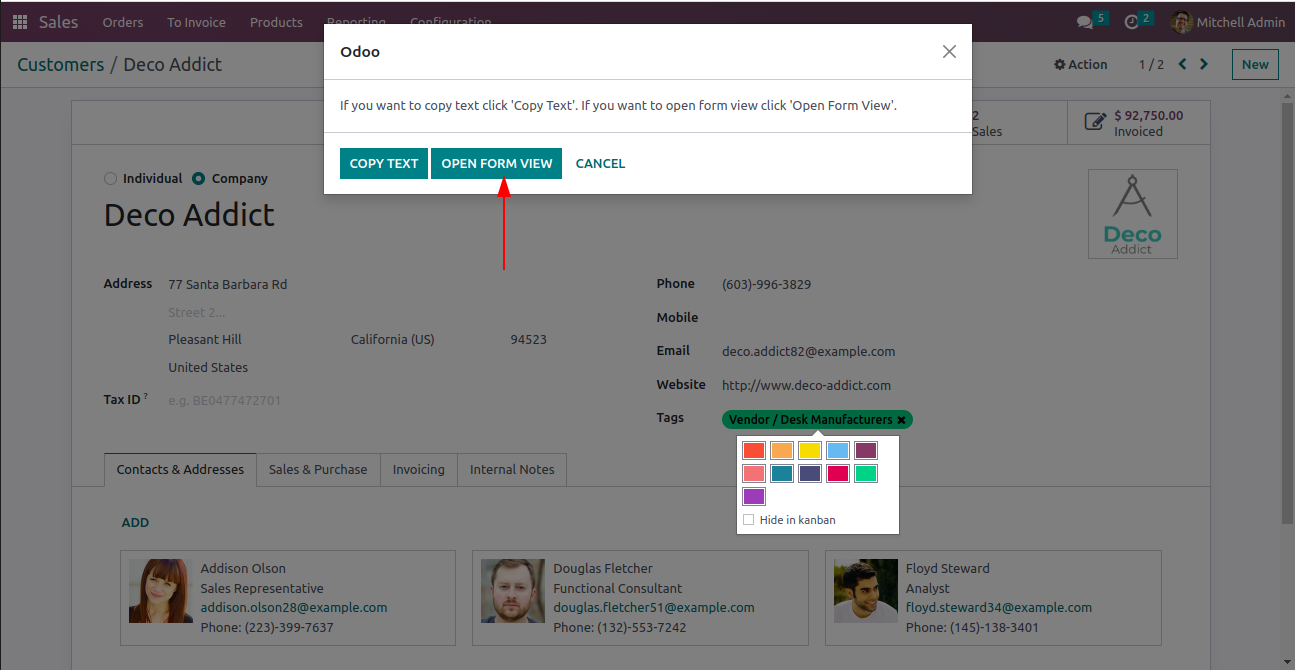 Sales Orders To Invoice Products Reporting Configuration 5 2 Mitchell Admin
Odoo
Customers / Deco Addict Action 1 / 2 New
If you want to copy text click 'Copy Text'. If you want to open form view click 'Open Form View'.
2
Sales
$ 92,750.00
Invoiced
COPY TEXT OPEN FORM VIEW CANCEL
Individual Company
Deco Addict
Deco
Addict
Address 77 Santa Barbara Rd
Street 2...
Pleasant Hill California (US) 94523
United States
Tax ID ? e.g. BE0477472701
Phone (603)-996-3829
Mobile
Email deco.addict82@example.com
Website http://www.deco-addict.com
Tags Vendor / Desk Manufacturers ✖
Hide in kanban
Contacts & Addresses Sales & Purchase Invoicing Internal Notes
ADD
Addison Olson
Sales Representative
addison.olson28@example.com
Phone: (223)-399-7637
Douglas Fletcher
Functional Consultant
douglas.fletcher51@example.com
Phone: (132)-553-7242
Floyd Steward
Analyst
floyd.steward34@example.com
Phone: (145)-138-3401